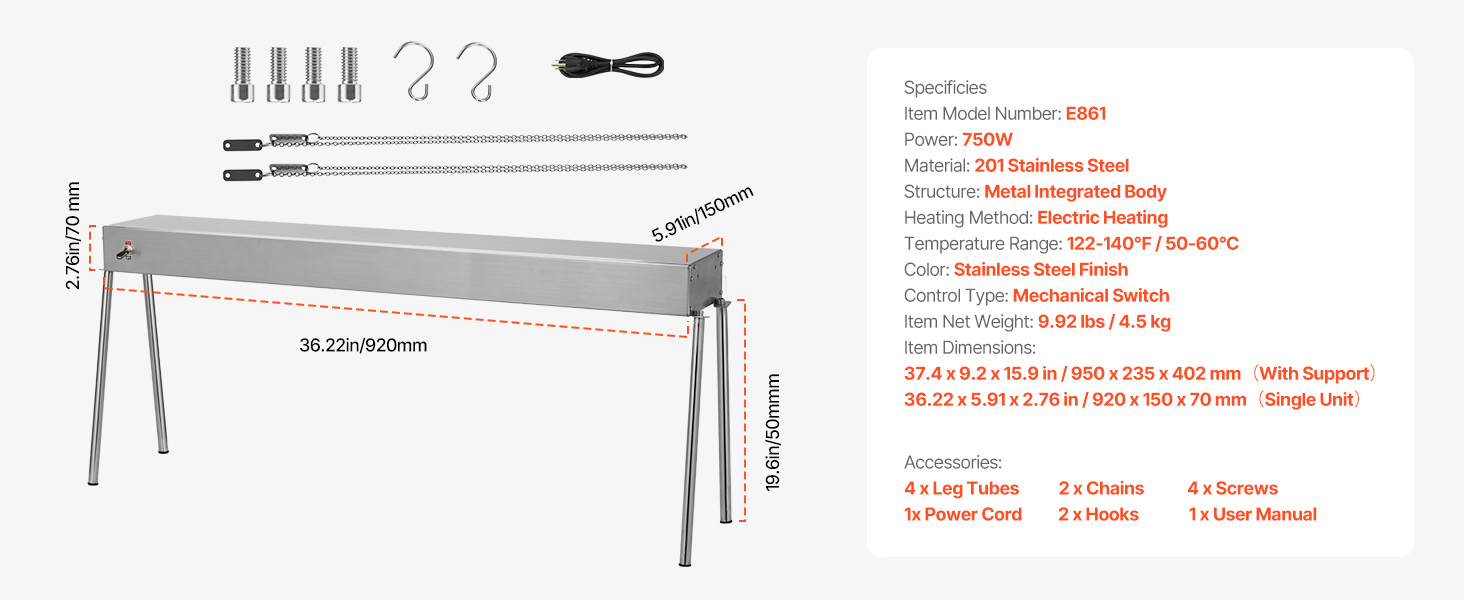 2.76in/70 mm
5.91in/150mm
36.22in/920mm
19.6in/50mmm
Specificies
Item Model Number: E861
Power: 750W
Material: 201 Stainless Steel
Structure: Metal Integrated Body
Heating Method: Electric Heating
Temperature Range: 122-140°F / 50-60°C
Color: Stainless Steel Finish
Control Type: Mechanical Switch
Item Net Weight: 9.92 lbs / 4.5 kg
Item Dimensions:
37.4 x 9.2 x 15.9 in / 950 x 235 x 402 mm（With Support）
36.22 x 5.91 x 2.76 in / 920 x 150 x 70 mm（Single Unit）
Accessories:
4 x Leg Tubes 2 x Chains 4 x Screws
1x Power Cord 2 x Hooks 1 x User Manual